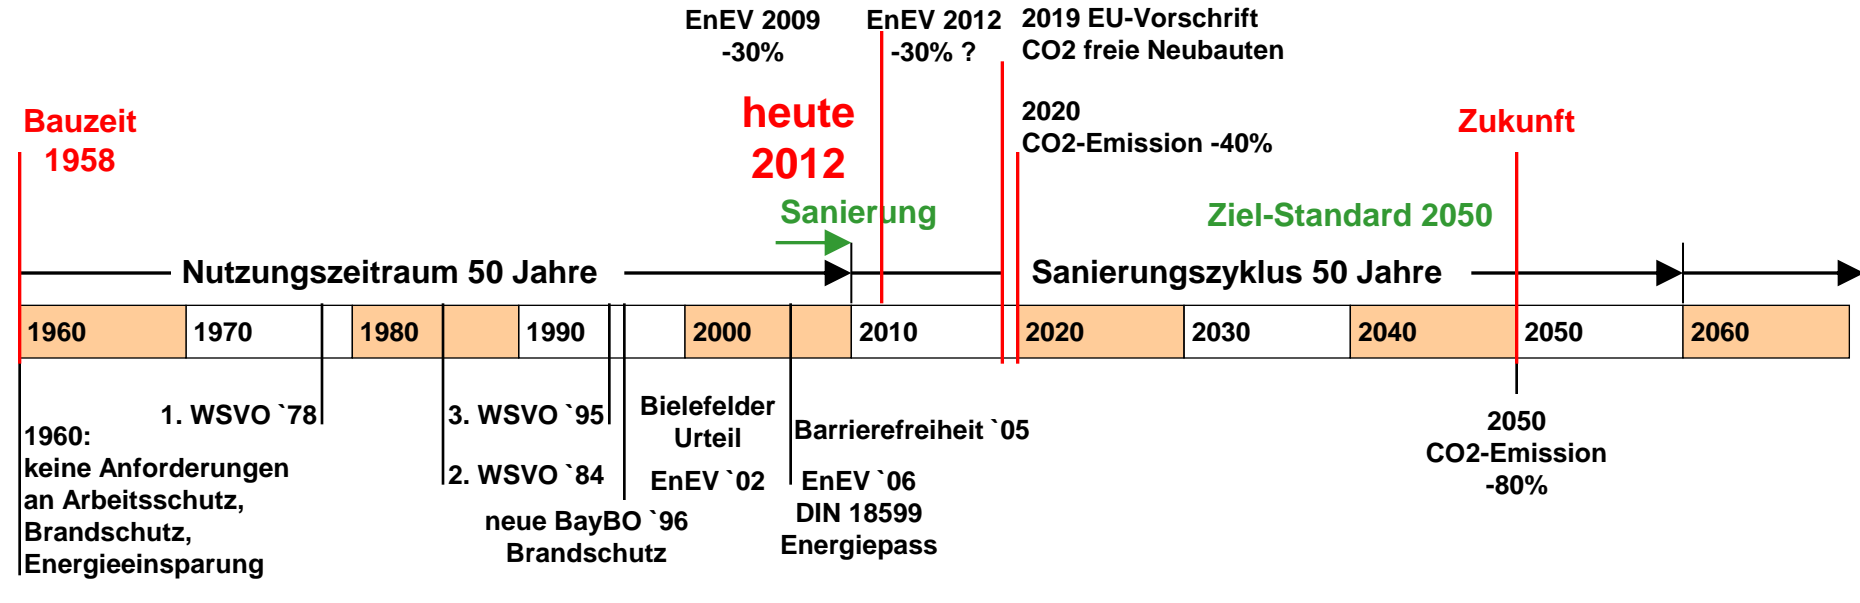 EnEV 2009
-30%
EnEV 2012
-30% ?
2019 EU-Vorschrift
CO2 freie Neubauten
2020
CO2-Emission -40%
Bauzeit
1958
heute
2012
Zukunft
Sanierung
Ziel-Standard 2050
Nutzungszeitraum 50 Jahre
Sanierungszyklus 50 Jahre
1960
1970
1980
1990
2000
2010
2020
2030
2040
2050
2060
1960:
keine Anforderungen
an Arbeitsschutz,
Brandschutz,
Energieeinsparung
1. WSVO `78
2. WSVO `84
3. WSVO `95
neue BayBO `96
Brandschutz
Bielefelder
Urteil
EnEV `02
Barrierefreiheit `05
EnEV `06
DIN 18599
Energiepass
2050
CO2-Emission
-80%